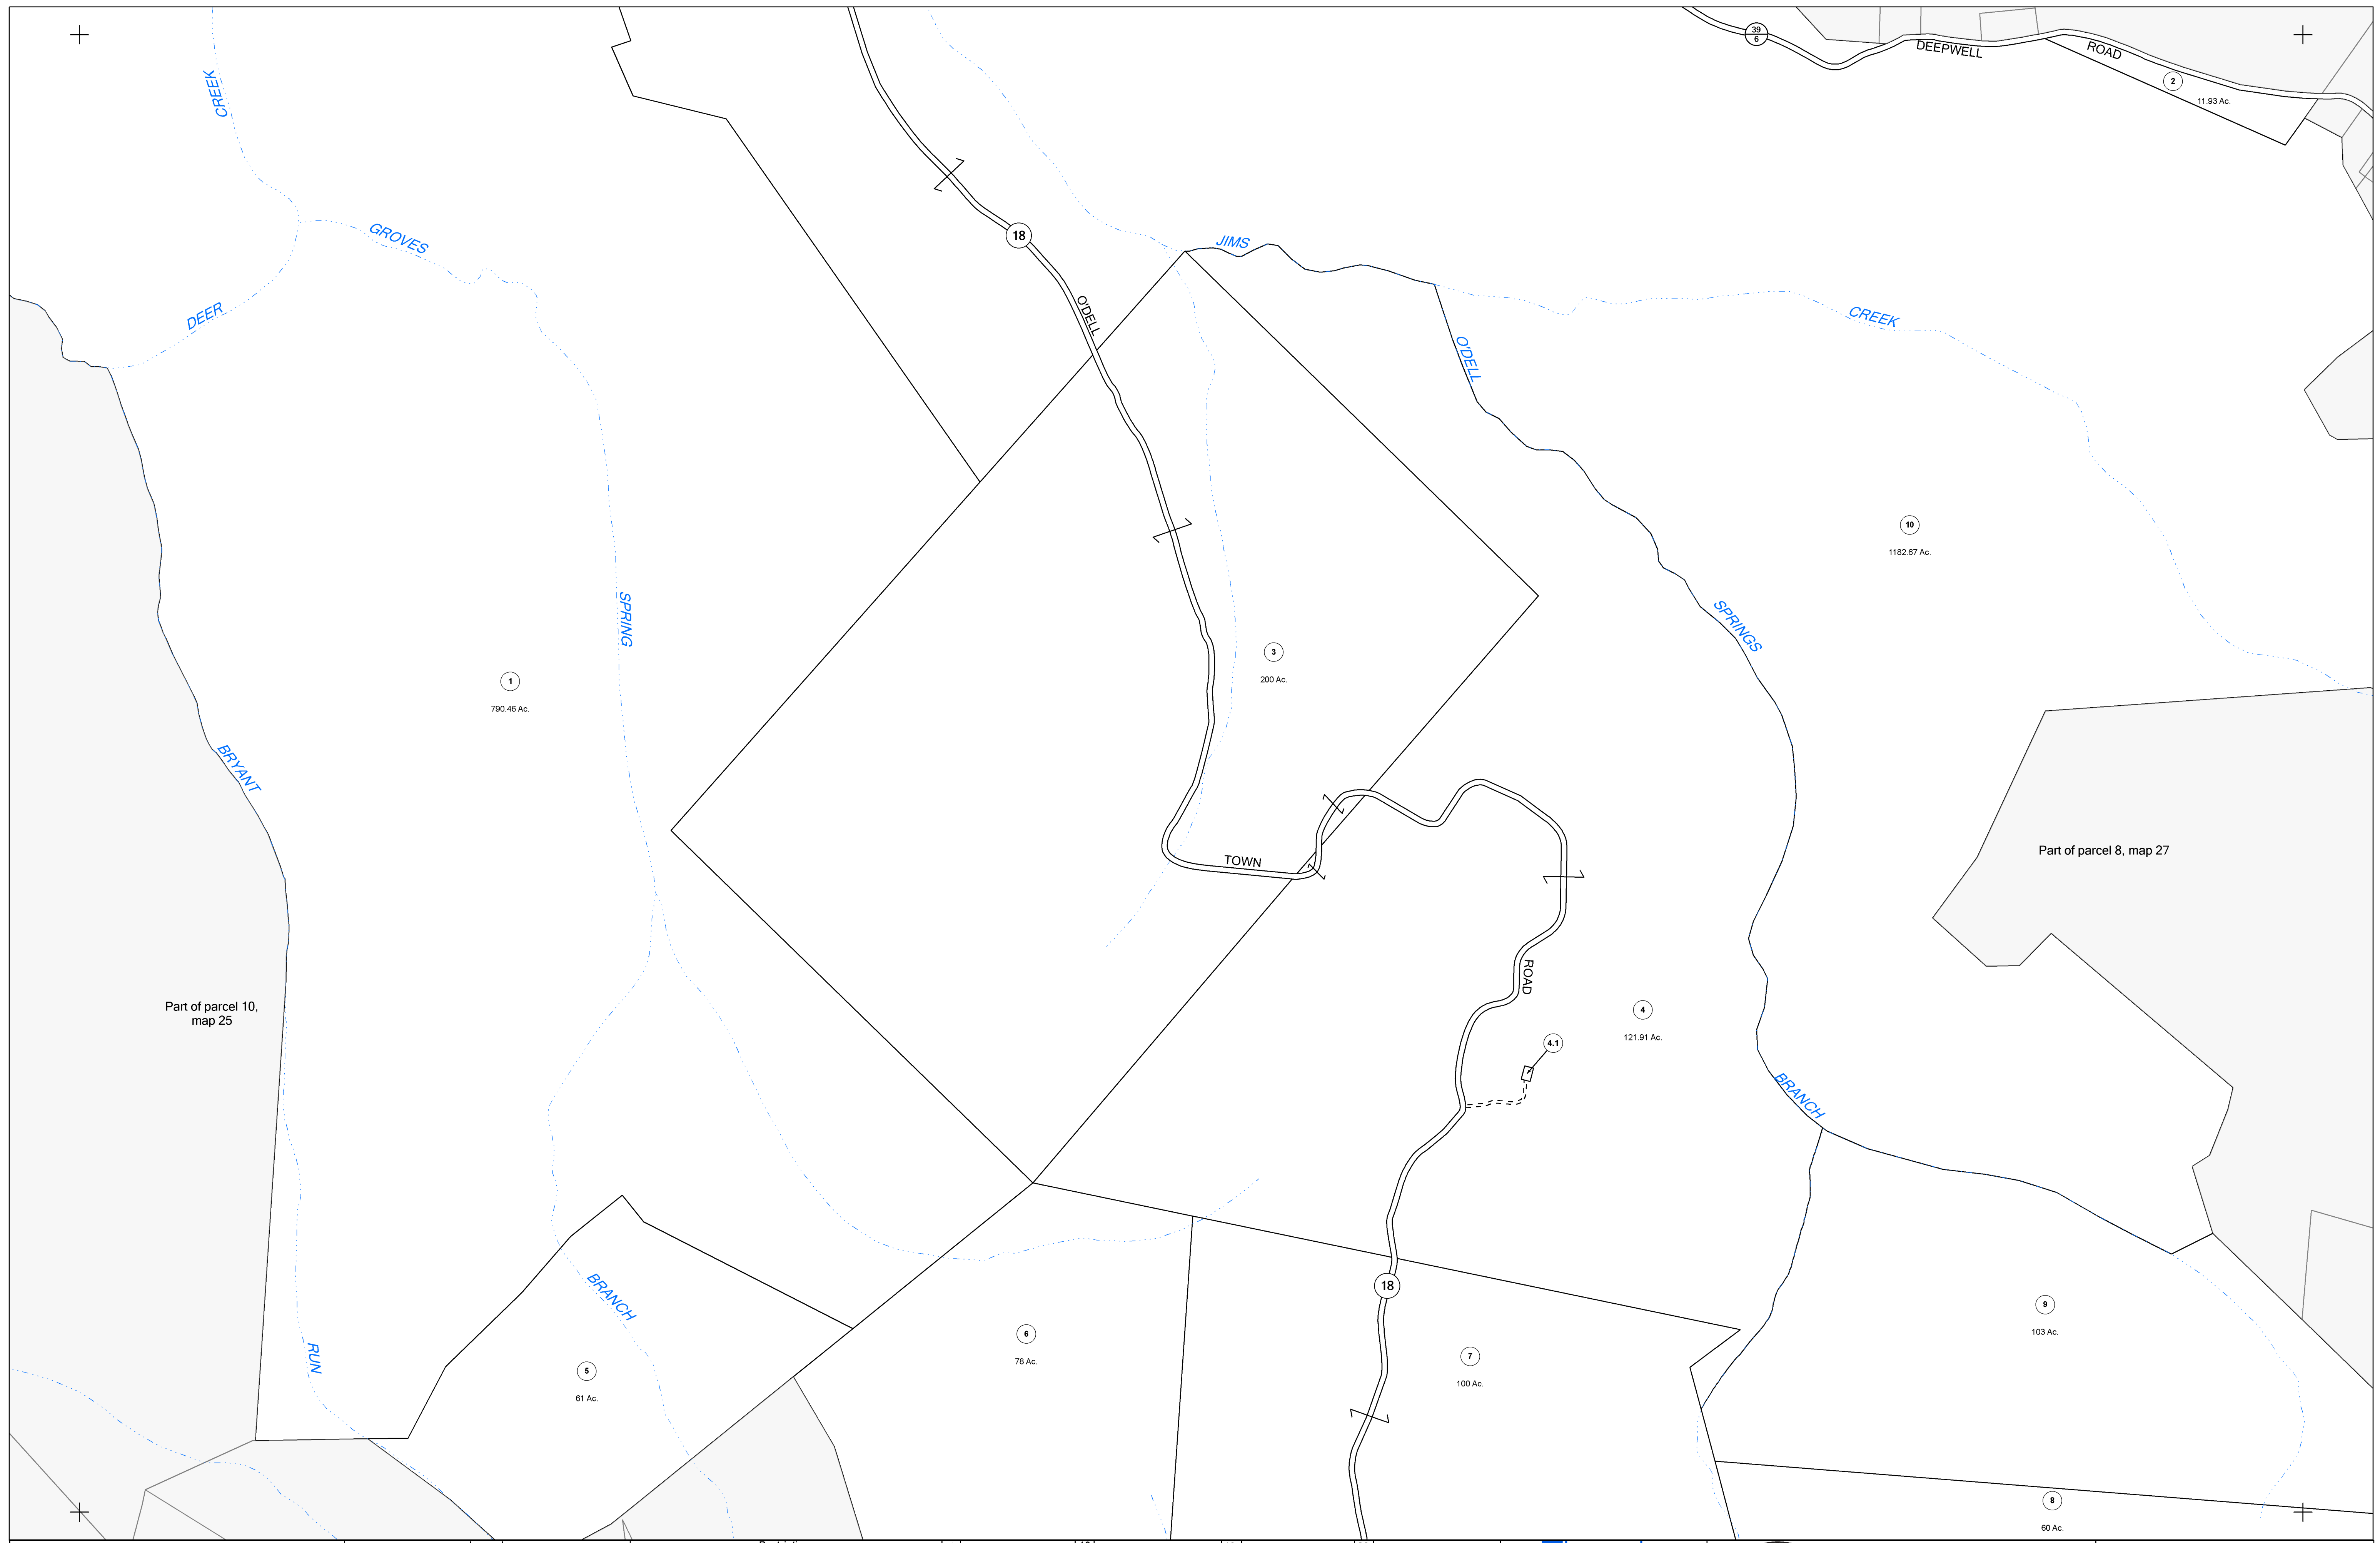 39
6
DEEPWELL
ROAD
2
11.93 Ac.
CREEK
GROVES
DEER
18
JIMS
O'DELL
O'DELL
CREEK
10
1182.67 Ac.
SPRING
SPRINGS
3
200 Ac.
1
790.46 Ac.
BRYANT
TOWN
Part of parcel 8, map 27
ROAD
Part of parcel 10,
map 25
4
121.91 Ac.
4.1
BRANCH
18
BRANCH
9
103 Ac.
6
78 Ac.
RUN
5
61 Ac.
7
100 Ac.
8
60 Ac.